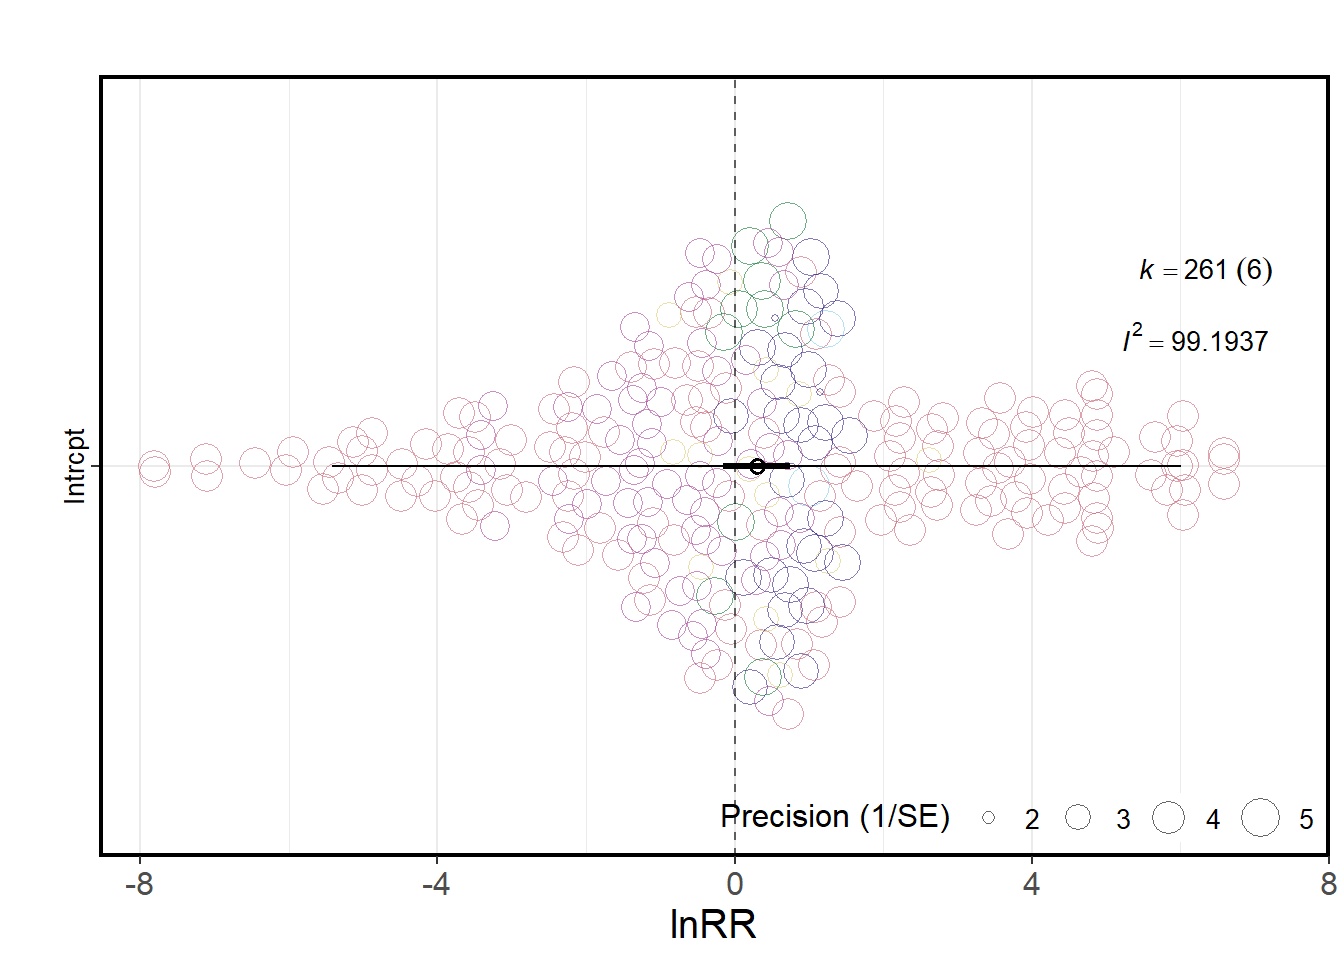 k = 261 (6)
I² = 99.1937
Intrcpt
Precision (1/SE) 2 3 4 5
-8 -4 0 4 8
lnRR